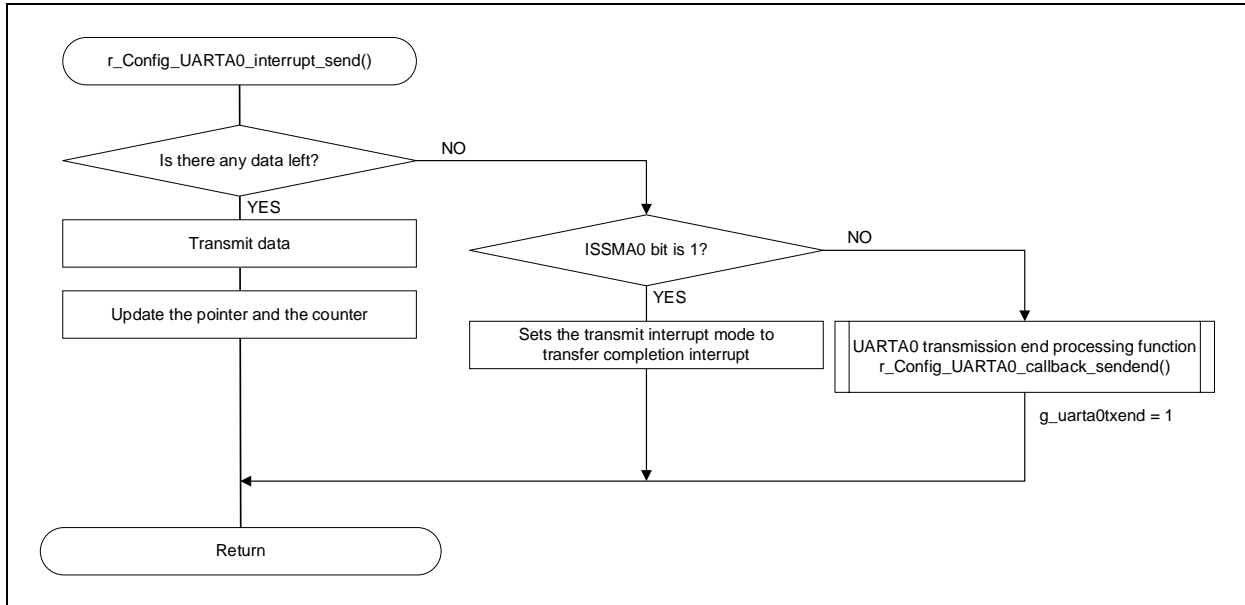 r_Config_UARTA0_interrupt_send()
Is there any data left?
NO
YES
Transmit data
Update the pointer and the counter
ISSMA0 bit is 1?
NO
YES
Sets the transmit interrupt mode to
transfer completion interrupt
UARTA0 transmission end processing function
r_Config_UARTA0_callback_sendend()
g_uarta0txend = 1
Return